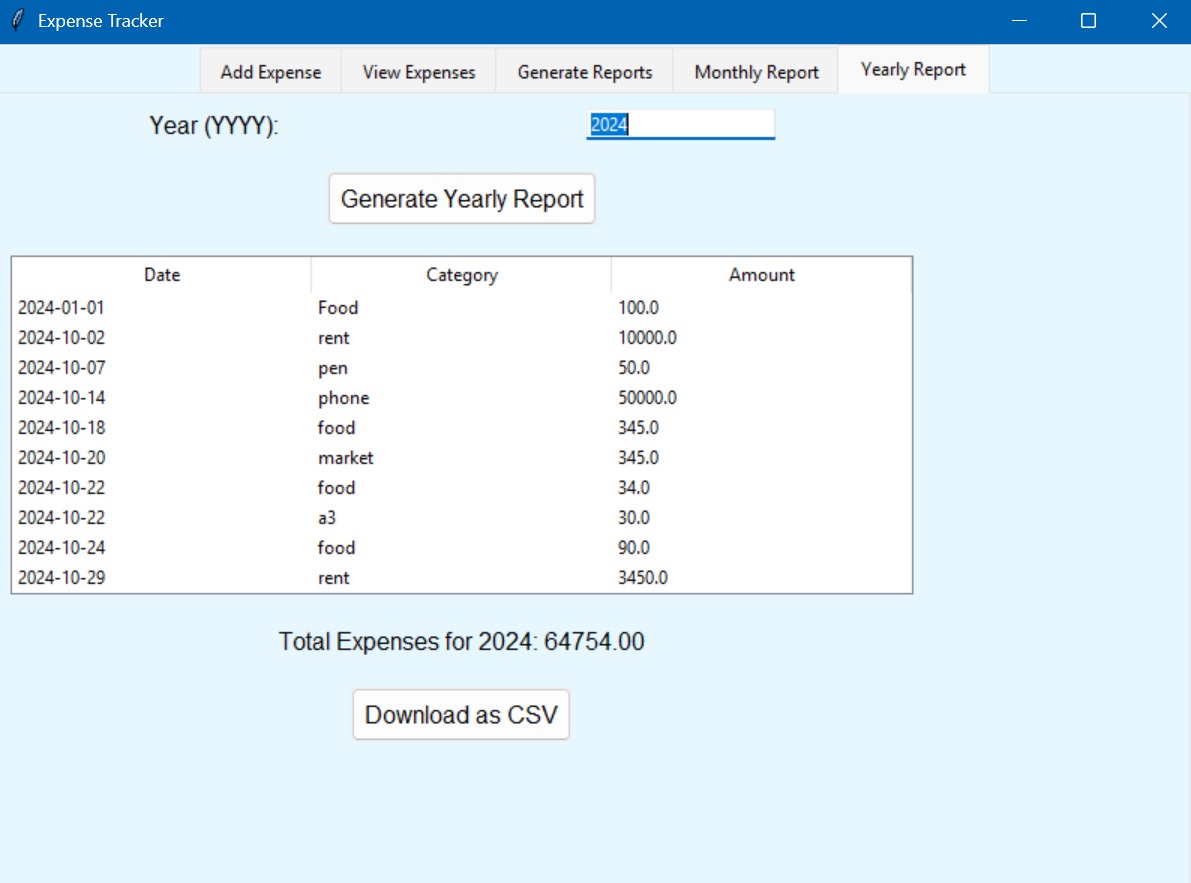 Expense Tracker
Add Expense View Expenses Generate Reports Monthly Report Yearly Report
Year (YYYY): 2024
Generate Yearly Report
Date Category Amount
2024-01-01 Food 100.0
2024-10-02 rent 10000.0
2024-10-07 pen 50.0
2024-10-14 phone 50000.0
2024-10-18 food 345.0
2024-10-20 market 345.0
2024-10-22 food 34.0
2024-10-22 a3 30.0
2024-10-24 food 90.0
2024-10-29 rent 3450.0
Total Expenses for 2024: 64754.00
Download as CSV